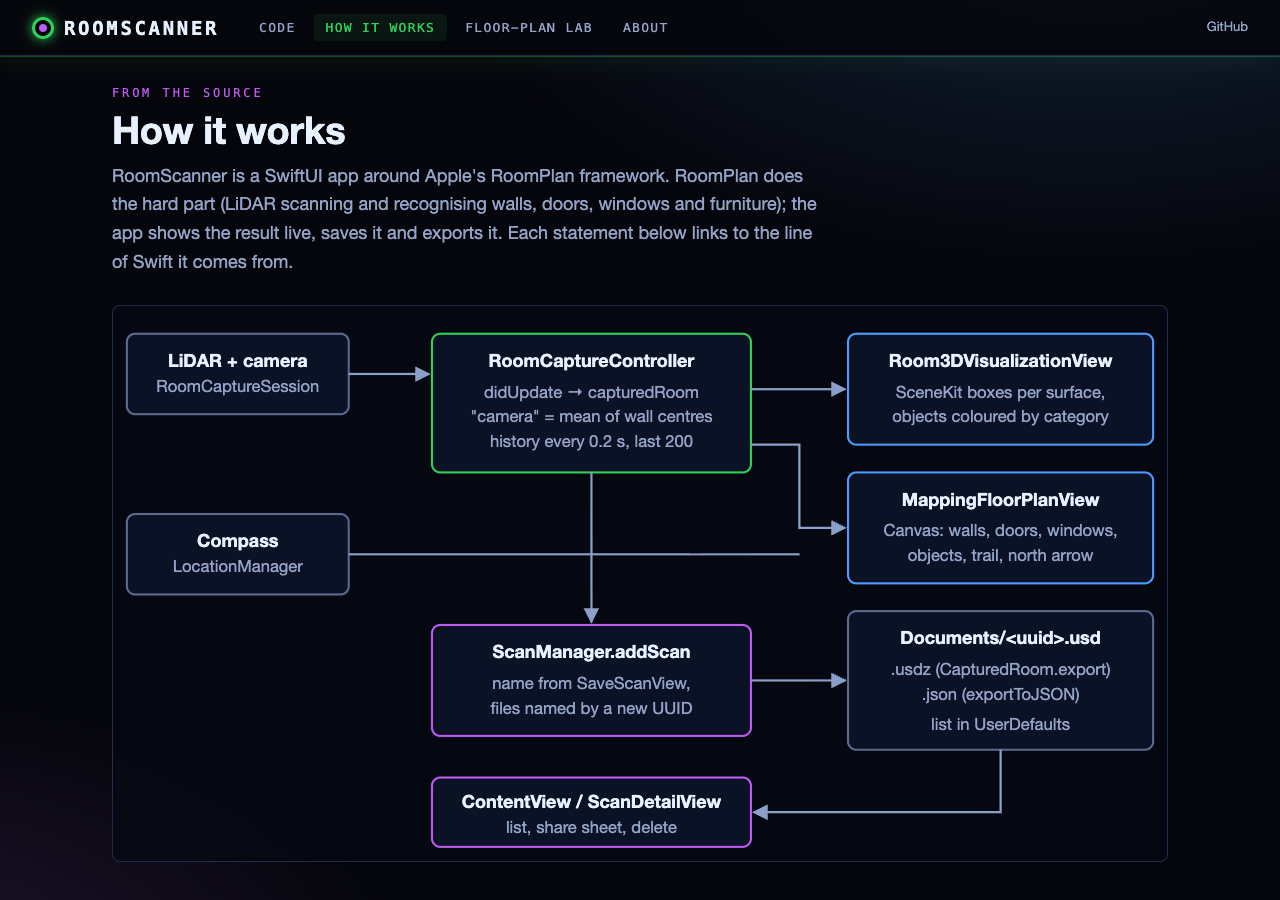 ROOMSCANNER
CODE
HOW IT WORKS
FLOOR-PLAN LAB
ABOUT
GitHub
FROM THE SOURCE
How it works
RoomScanner is a SwiftUI app around Apple's RoomPlan framework. RoomPlan does
the hard part (LiDAR scanning and recognising walls, doors, windows and furniture); the
app shows the result live, saves it and exports it. Each statement below links to the line
of Swift it comes from.
LiDAR + camera
RoomCaptureSession
RoomCaptureController
didUpdate → capturedRoom
"camera" = mean of wall centres
history every 0.2 s, last 200
Room3DVisualizationView
SceneKit boxes per surface,
objects coloured by category
MappingFloorPlanView
Canvas: walls, doors, windows,
objects, trail, north arrow
Compass
LocationManager
ScanManager.addScan
name from SaveScanView,
files named by a new UUID
Documents/<uuid>.usd
.usdz (CapturedRoom.export)
.json (exportToJSON)
list in UserDefaults
ContentView / ScanDetailView
list, share sheet, delete